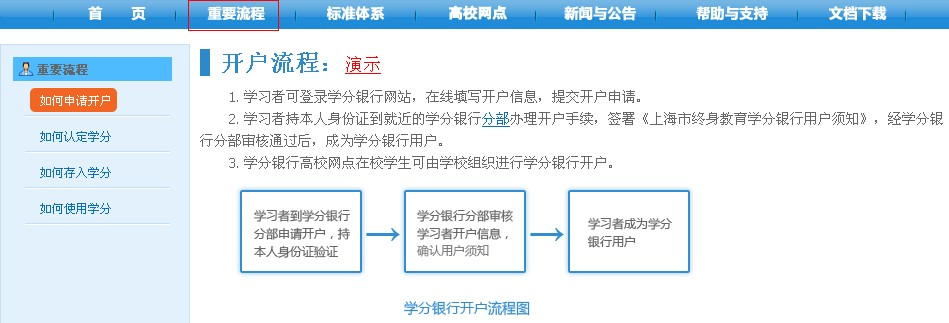 首 页 重要流程 标准体系 高校网点 新闻与公告 帮助与支持 文档下载
重要流程
如何申请开户
如何认定学分
如何存入学分
如何使用学分
开户流程：演示
1. 学习者可登录学分银行网站，在线填写开户信息，提交开户申请。
2. 学习者持本人身份证到就近的学分银行分部办理开户手续，签署《上海市终身教育学分银行用户须知》，经学分银
行分部审核通过后，成为学分银行用户。
3. 学分银行高校网点在校学生可由学校组织进行学分银行开户。
学习者到学分银行
分部申请开户，持
本人身份证验证
学分银行分部审核
学习者开户信息，
确认用户须知
学习者成为学分
银行用户
学分银行开户流程图